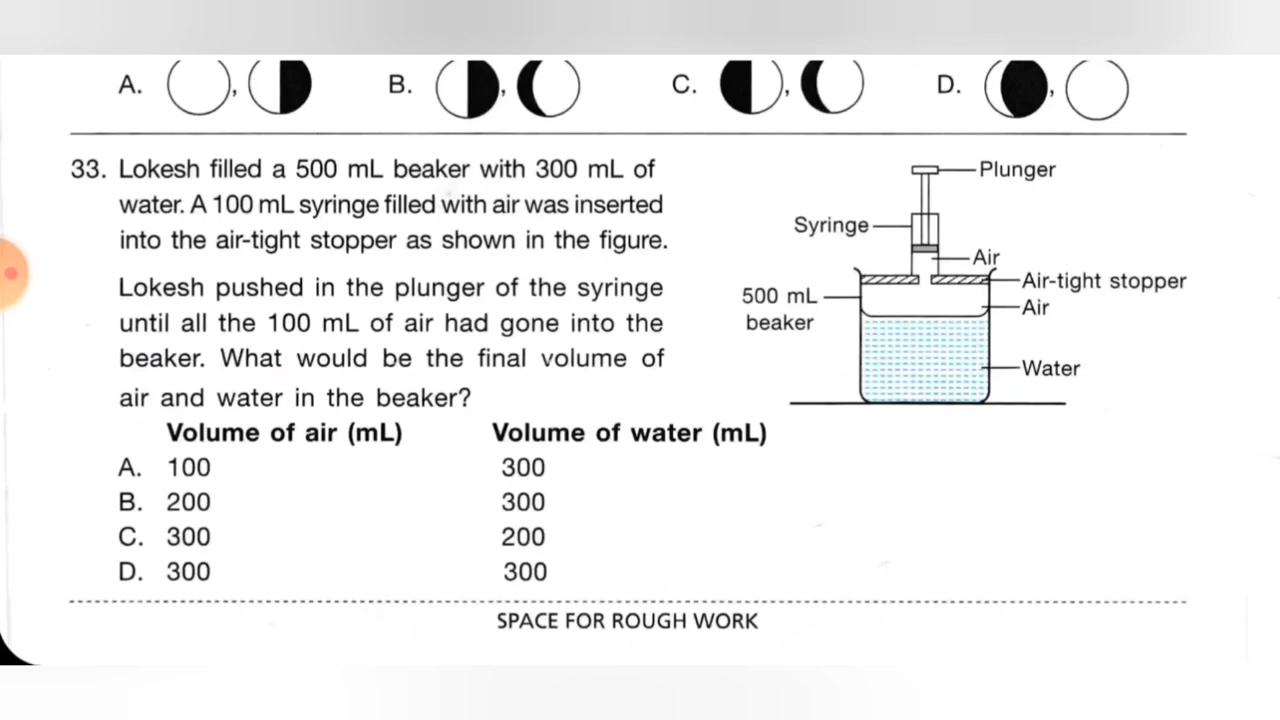 A. , B. , C. , D. ,
33. Lokesh filled a 500 mL beaker with 300 mL of
water. A 100 mL syringe filled with air was inserted
into the air-tight stopper as shown in the figure.
Lokesh pushed in the plunger of the syringe
until all the 100 mL of air had gone into the
beaker. What would be the final volume of
air and water in the beaker?
Plunger
Syringe
Air
Air-tight stopper
500 mL
beaker
Air
Water
Volume of air (mL) Volume of water (mL)
A. 100 300
B. 200 300
C. 300 200
D. 300 300
SPACE FOR ROUGH WORK